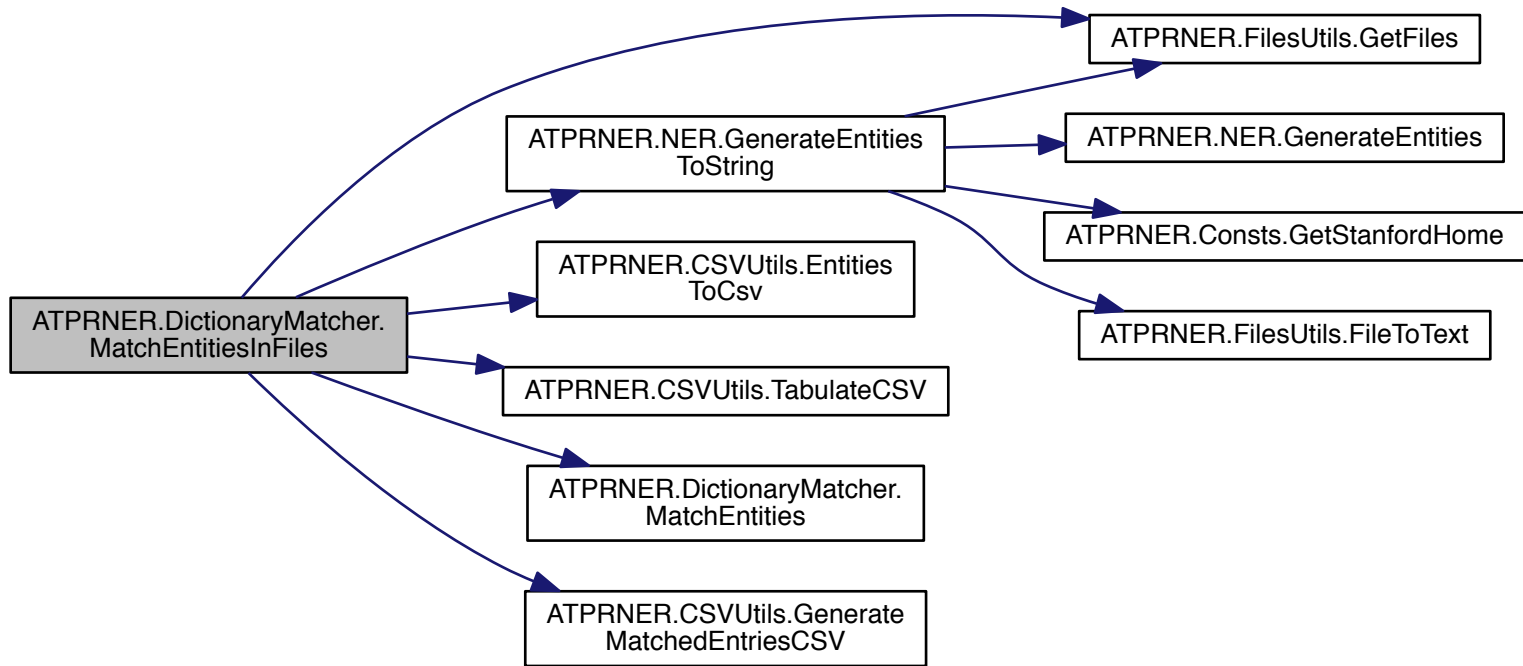 ATPRNER.DictionaryMatcher.
MatchEntitiesInFiles
ATPRNER.FilesUtils.GetFiles
ATPRNER.NER.GenerateEntities
ToString
ATPRNER.NER.GenerateEntities
ATPRNER.Consts.GetStanfordHome
ATPRNER.FilesUtils.FileToText
ATPRNER.CSVUtils.Entities
ToCsv
ATPRNER.CSVUtils.TabulateCSV
ATPRNER.DictionaryMatcher.
MatchEntities
ATPRNER.CSVUtils.Generate
MatchedEntriesCSV